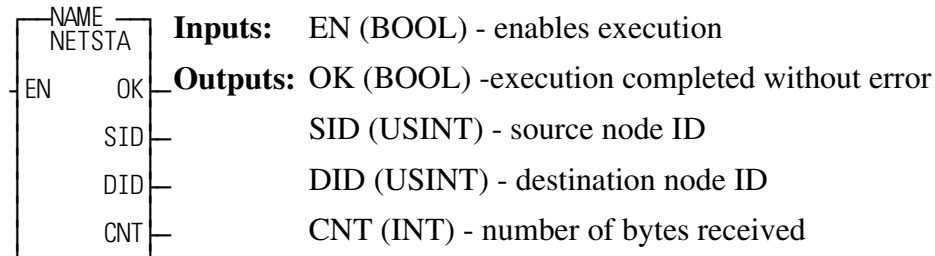 NAME
NETSTA
Inputs: EN (BOOL) - enables execution
EN OK
Outputs: OK (BOOL) -execution completed without error
SID
SID (USINT) - source node ID
DID
DID (USINT) - destination node ID
CNT
CNT (INT) - number of bytes received